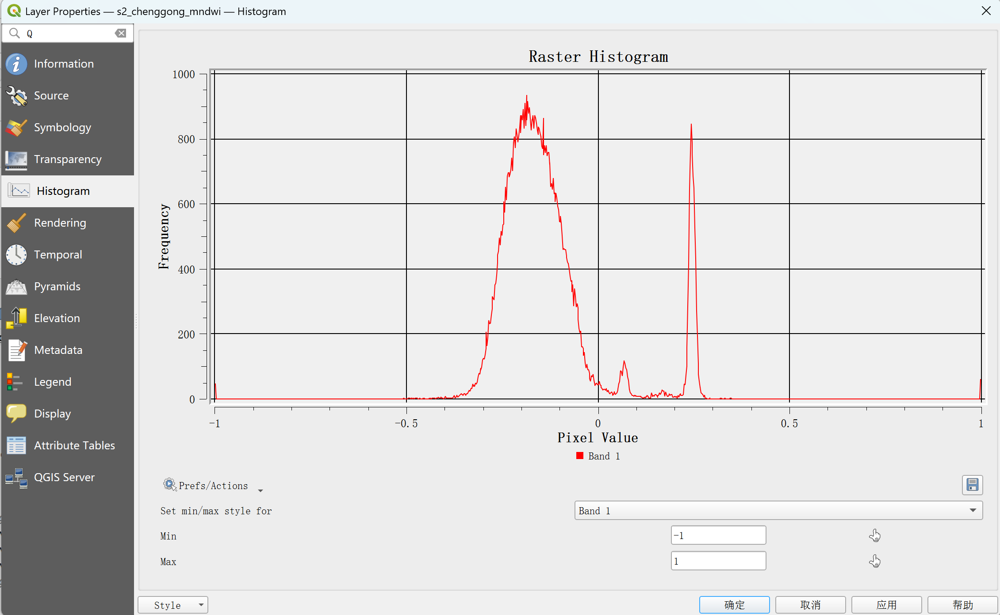 Layer Properties — s2_chenggong_mndwi — Histogram
Q
Information
Source
Symbology
Transparency
Histogram
Rendering
Temporal
Pyramids
Elevation
Metadata
Legend
Display
Attribute Tables
QGIS Server
Raster Histogram
1000
800
600
400
200
0
Frequency
-1
-0.5
0
0.5
1
Pixel Value
Band 1
Prefs/Actions
Set min/max style for
Band 1
Min
-1
Max
1
Style
确定
取消
应用
帮助